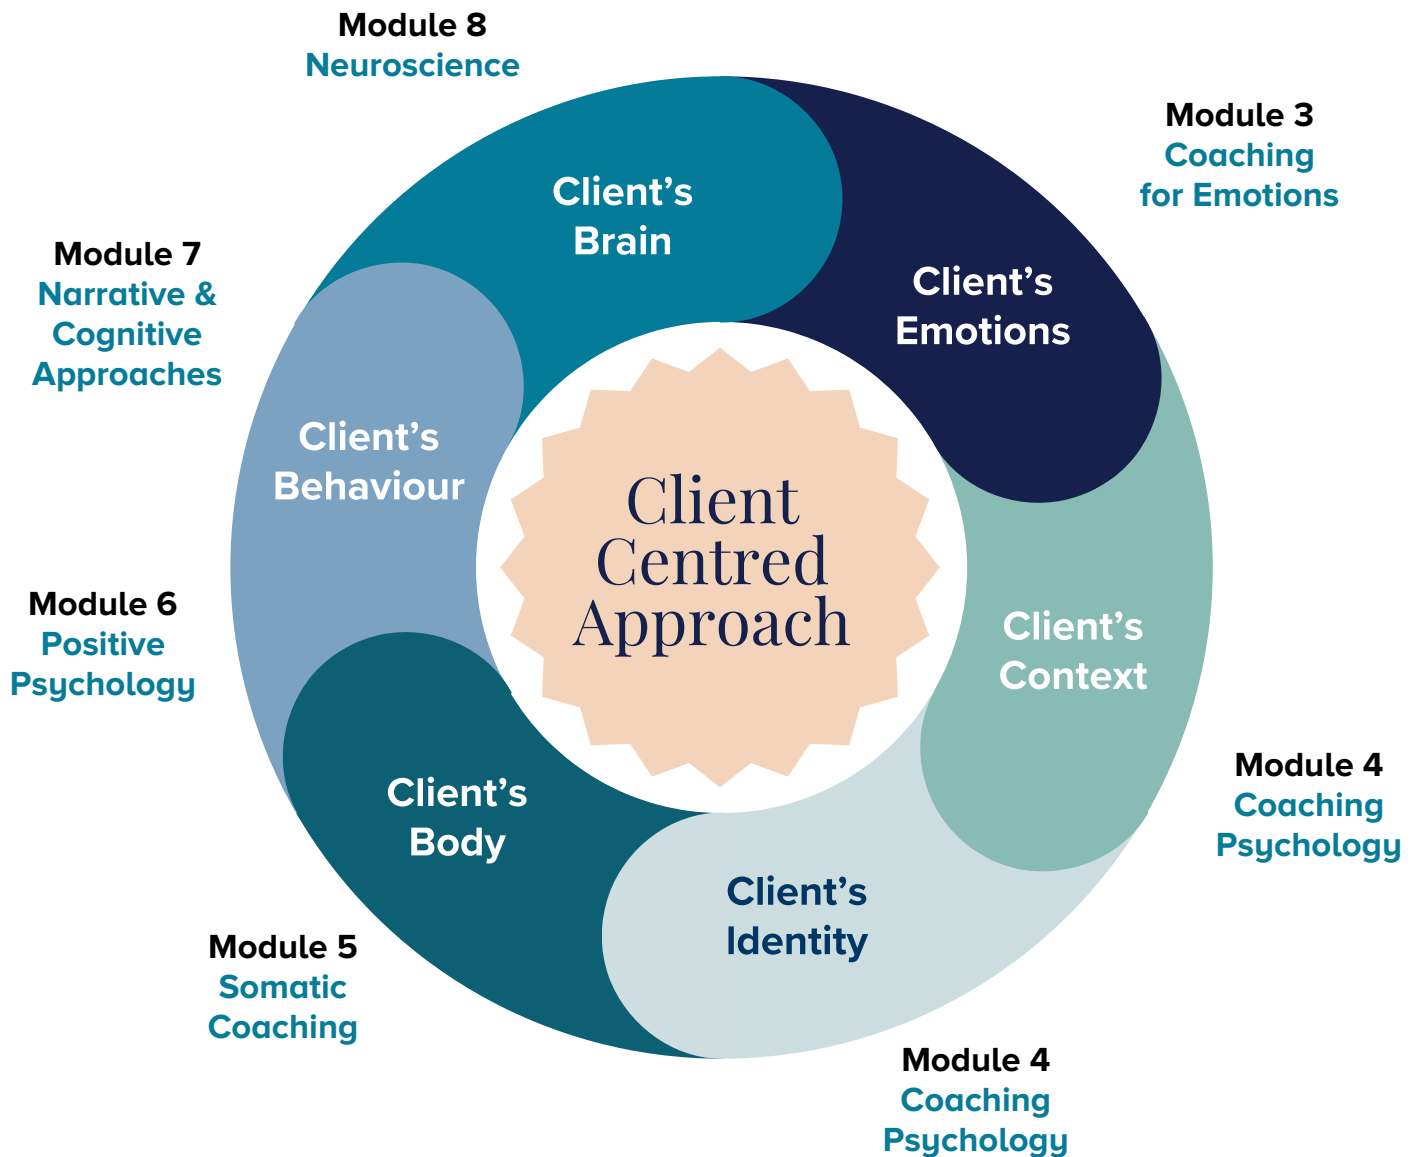 Module 8
Neuroscience
Module 3
Coaching
for Emotions
Client’s
Brain
Client’s
Emotions
Module 7
Narrative &
Cognitive
Approaches
Client’s
Behaviour
Client
Centred
Approach
Client’s
Context
Module 6
Positive
Psychology
Client’s
Body
Module 4
Coaching
Psychology
Client’s
Identity
Module 5
Somatic
Coaching
Module 4
Coaching
Psychology